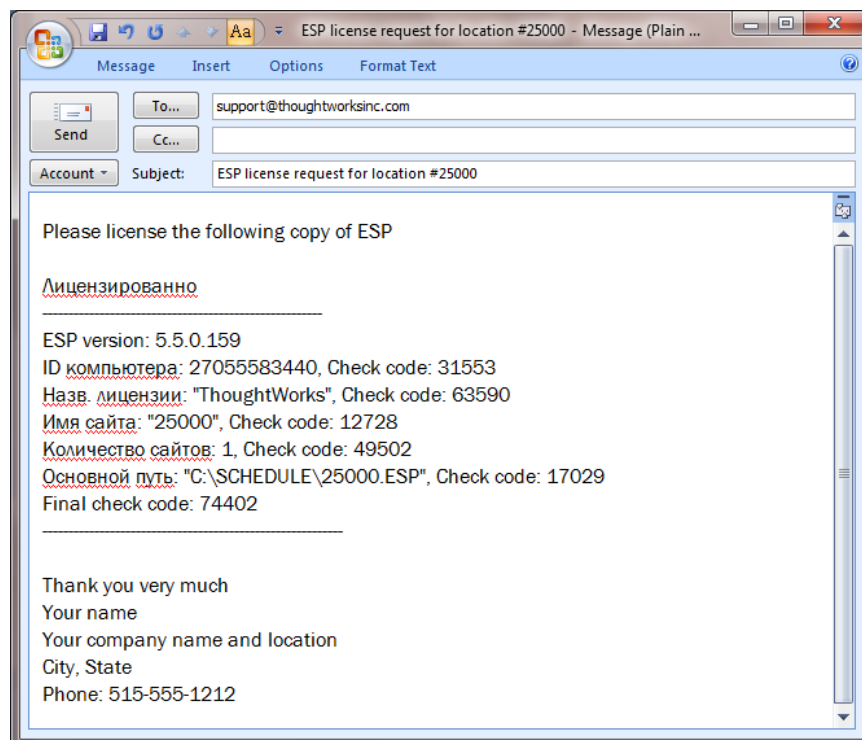 Aa
ESP license request for location #25000 - Message (Plain ...
Message Insert Options Format Text
Send
To...
support@thoughtworksinc.com
Cc...
Account
Subject:
ESP license request for location #25000
Please license the following copy of ESP
Лицензированно
------------------------------------------------------------
ESP version: 5.5.0.159
ID компьютера: 27055583440, Check code: 31553
Назв. лицензии: "ThoughtWorks", Check code: 63590
Имя сайта: "25000", Check code: 12728
Количество сайтов: 1, Check code: 49502
Основной путь: "C:\SCHEDULE\25000.ESP", Check code: 17029
Final check code: 74402
----------------------------------------------------------------
Thank you very much
Your name
Your company name and location
City, State
Phone: 515-555-1212